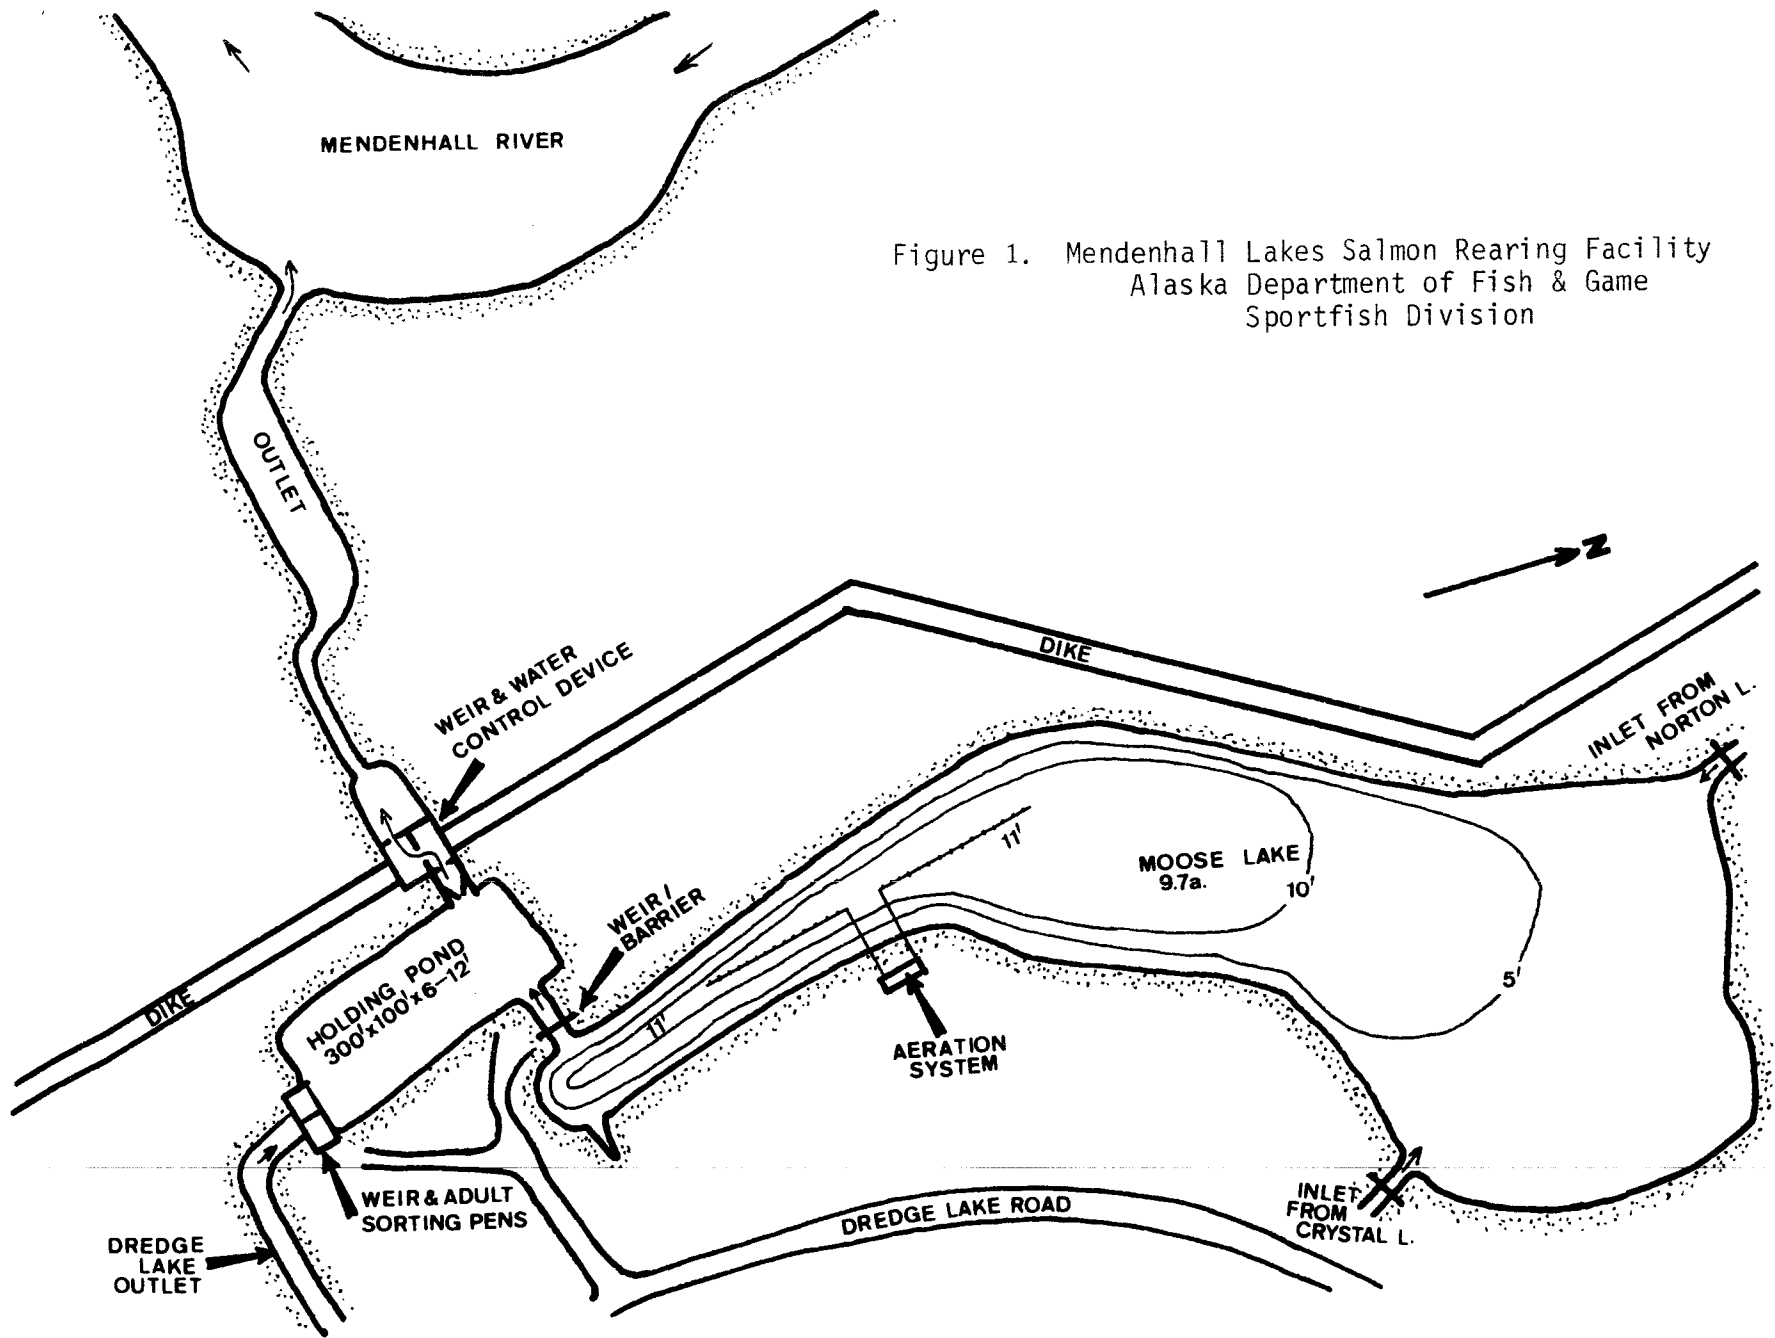 MENDENHALL RIVER
Figure 1. Mendenhall Lakes Salmon Rearing Facility
Alaska Department of Fish & Game
Sportfish Division
OUTLET
N
WEIR & WATER
CONTROL DEVICE
DIKE
INLET FROM
NORTON L.
11'
MOOSE LAKE
9.7a.
10'
WEIR /
BARRIER
5'
HOLDING POND
300'x100'x6-12'
DIKE
11'
AERATION
SYSTEM
WEIR & ADULT
SORTING PENS
DREDGE LAKE ROAD
INLET
FROM
CRYSTAL L.
DREDGE
LAKE
OUTLET